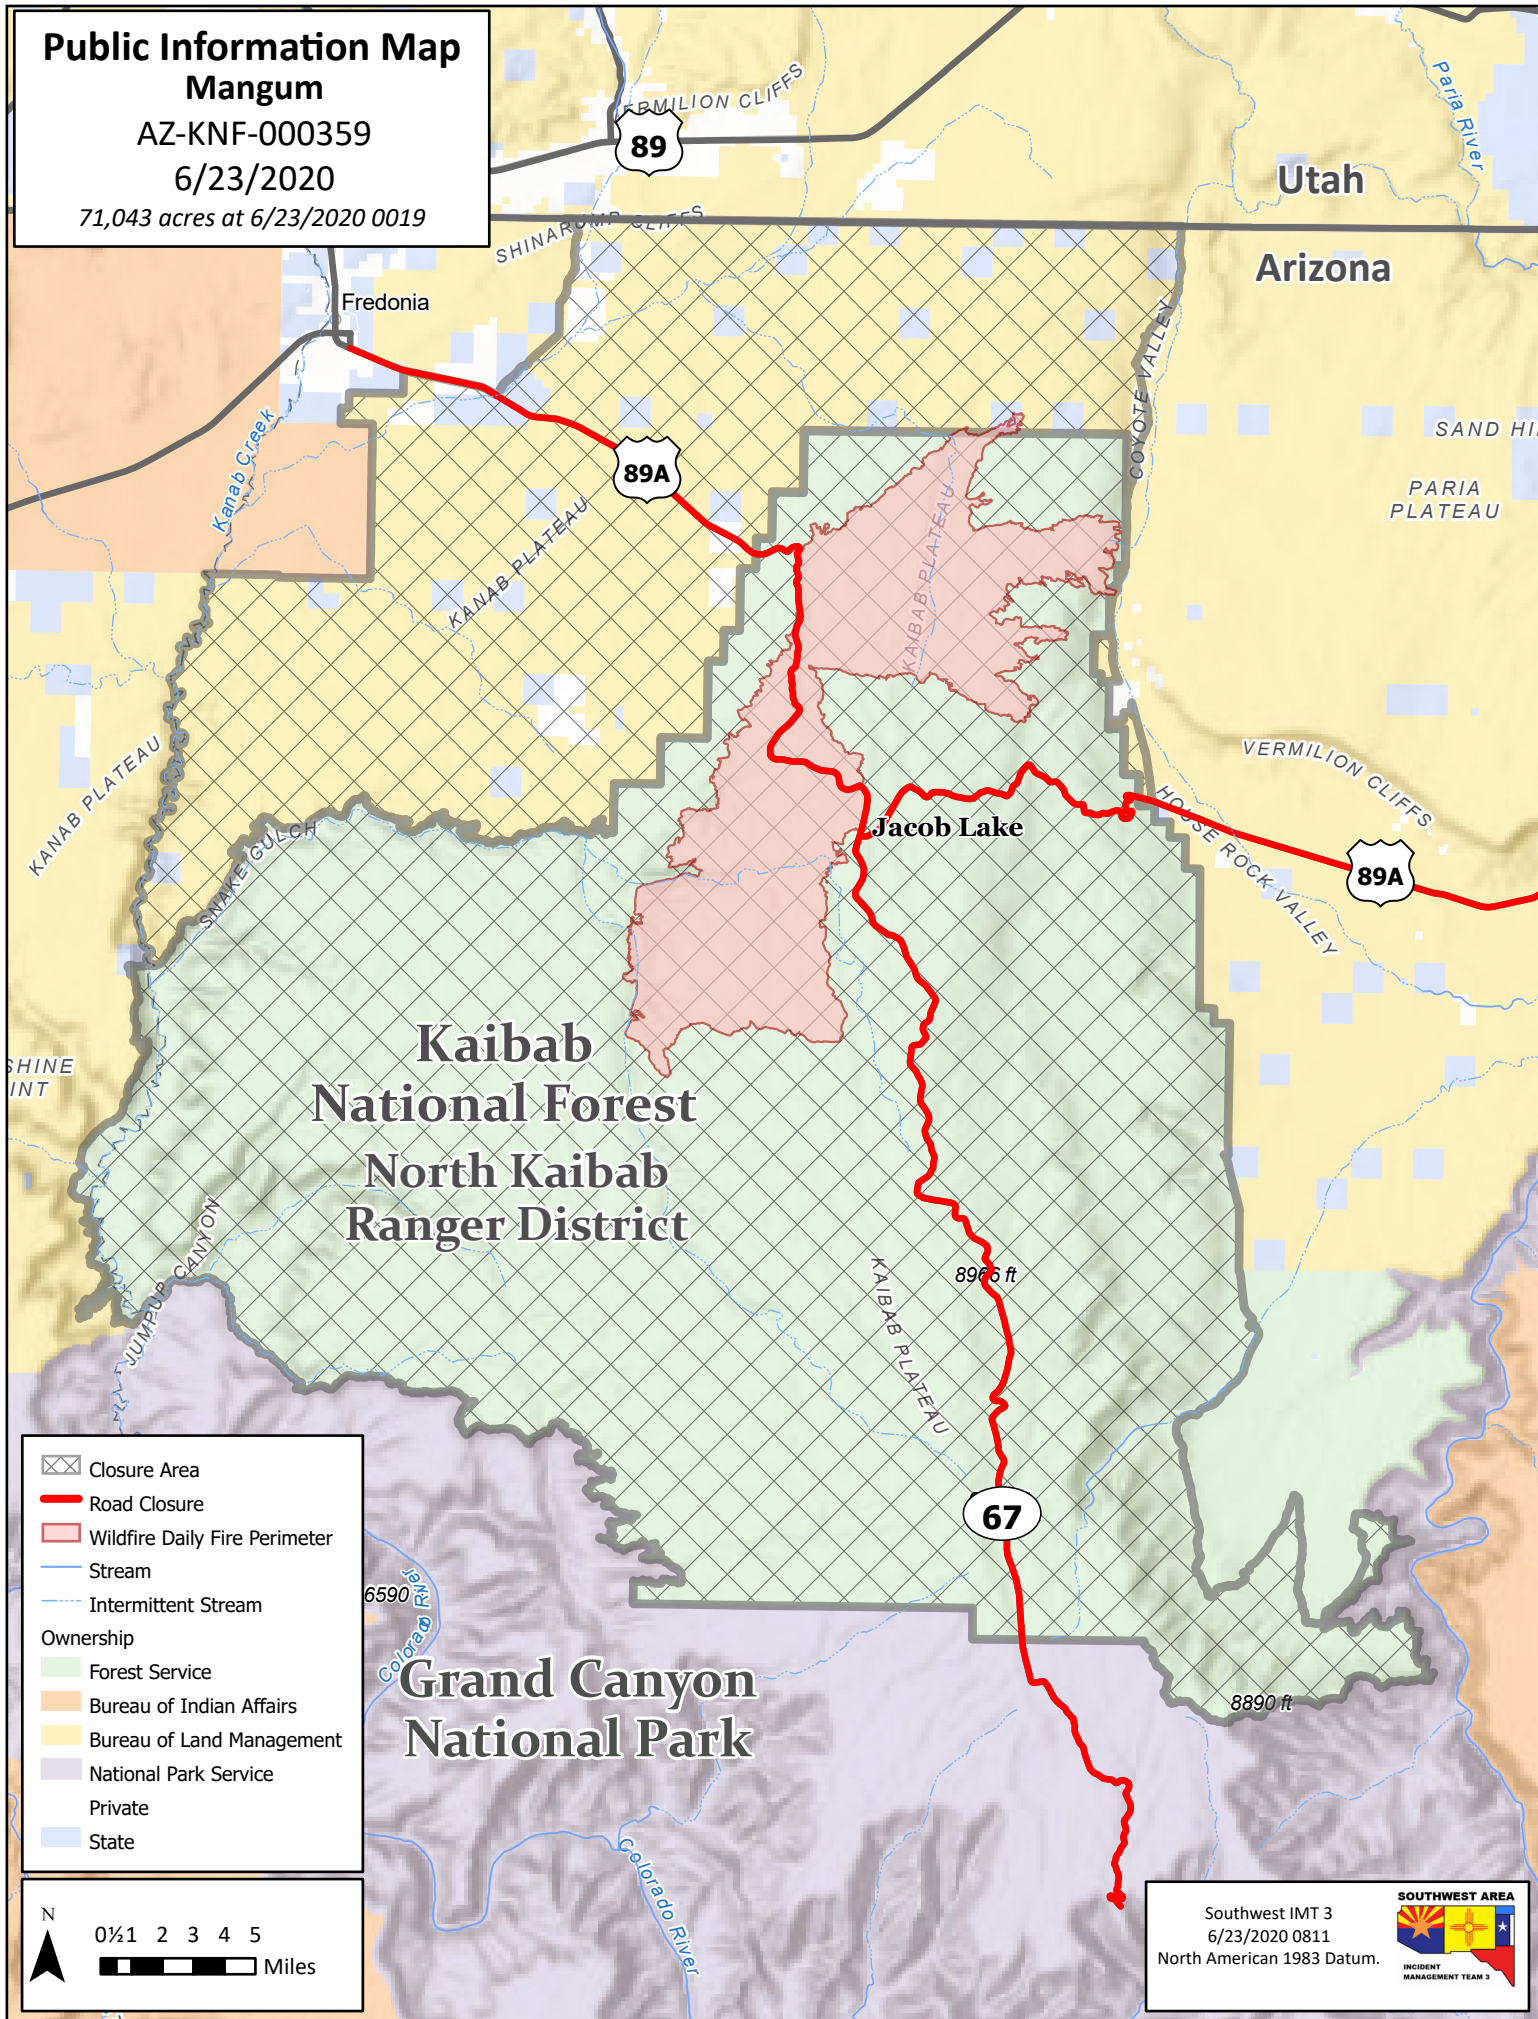 Public Information Map
Mangum
AZ-KNF-000359
6/23/2020
71,043 acres at 6/23/2020 0019
VERMILION CLIFFS
89
Paria River
Utah
SHINARUMP CLIFFS
Arizona
Fredonia
COYOTE VALLEY
Kanab Creek
89A
SAND HI
PARIA
PLATEAU
KANAB PLATEAU
KAIBAB PLATEAU
KANAB PLATEAU
VERMILION CLIFFS
SNAKE GULCH
Jacob Lake
HOUSE ROCK VALLEY
89A
SHINE
INT
Kaibab
National Forest
North Kaibab
Ranger District
JUMPUP CANYON
KAIBAB PLATEAU
8966 ft
67
Closure Area
Road Closure
Wildfire Daily Fire Perimeter
Stream
Intermittent Stream
Ownership
Forest Service
Bureau of Indian Affairs
Bureau of Land Management
National Park Service
Private
State
6590
Colorado River
Grand Canyon
National Park
8890 ft
Colorado River
N
0½1 2 3 4 5
Miles
Southwest IMT 3
6/23/2020 0811
North American 1983 Datum.
SOUTHWEST AREA
INCIDENT
MANAGEMENT TEAM 3